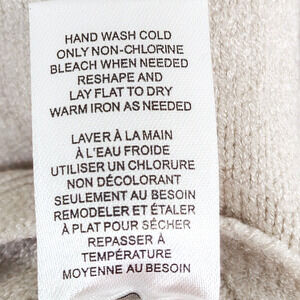 HAND WASH COLD
ONLY NON-CHLORINE
BLEACH WHEN NEEDED
RESHAPE AND
LAY FLAT TO DRY
WARM IRON AS NEEDED
LAVER À LA MAIN
À L'EAU FROIDE
UTILISER UN CHLORURE
NON DÉCOLORANT
SEULEMENT AU BESOIN
REMODELER ET ÉTALER
À PLAT POUR SÉCHER
REPASSER À
TEMPÉRATURE
MOYENNE AU BESOIN